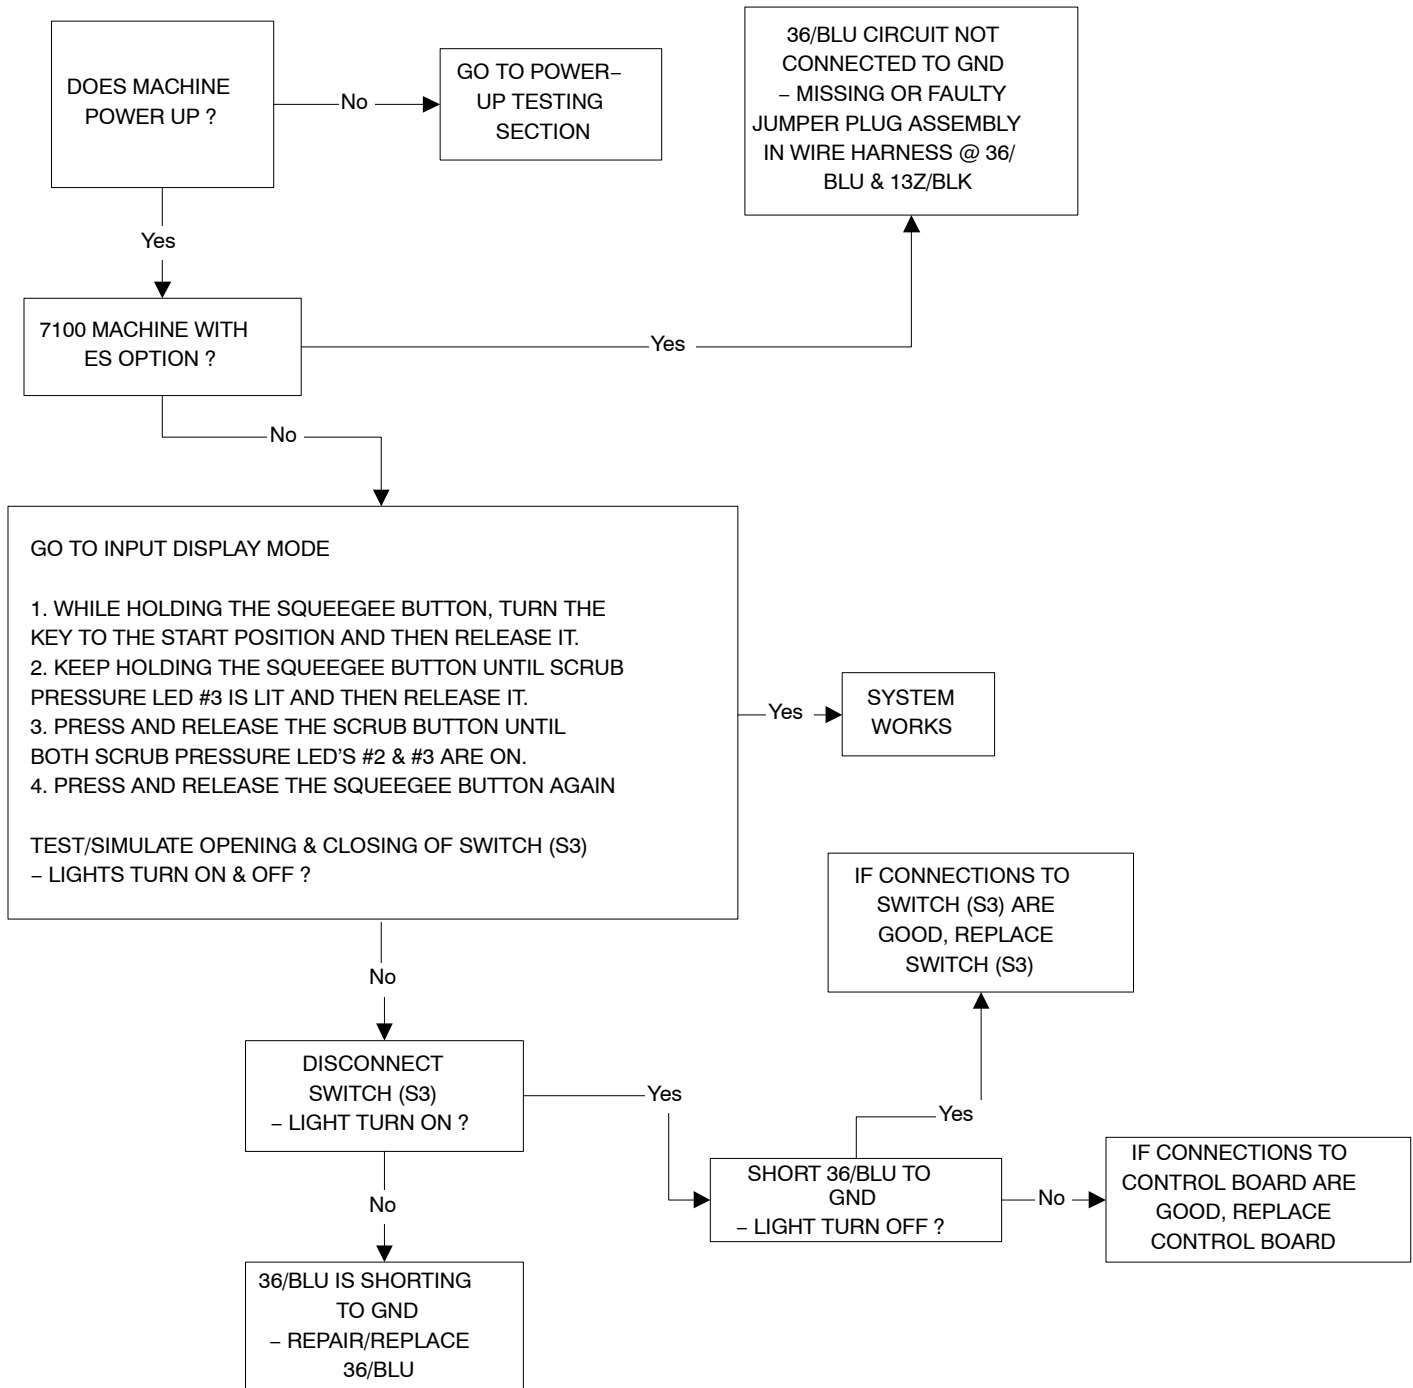 DOES MACHINE
POWER UP ?
No
GO TO POWER–
UP TESTING
SECTION
36/BLU CIRCUIT NOT
CONNECTED TO GND
– MISSING OR FAULTY
JUMPER PLUG ASSEMBLY
IN WIRE HARNESS @ 36/
BLU & 13Z/BLK
Yes
7100 MACHINE WITH
ES OPTION ?
Yes
No
GO TO INPUT DISPLAY MODE
1. WHILE HOLDING THE SQUEEGEE BUTTON, TURN THE
KEY TO THE START POSITION AND THEN RELEASE IT.
2. KEEP HOLDING THE SQUEEGEE BUTTON UNTIL SCRUB
PRESSURE LED #3 IS LIT AND THEN RELEASE IT.
3. PRESS AND RELEASE THE SCRUB BUTTON UNTIL
BOTH SCRUB PRESSURE LED’S #2 & #3 ARE ON.
4. PRESS AND RELEASE THE SQUEEGEE BUTTON AGAIN
TEST/SIMULATE OPENING & CLOSING OF SWITCH (S3)
– LIGHTS TURN ON & OFF ?
Yes
SYSTEM
WORKS
No
DISCONNECT
SWITCH (S3)
– LIGHT TURN ON ?
Yes
IF CONNECTIONS TO
SWITCH (S3) ARE
GOOD, REPLACE
SWITCH (S3)
Yes
SHORT 36/BLU TO
GND
– LIGHT TURN OFF ?
No
IF CONNECTIONS TO
CONTROL BOARD ARE
GOOD, REPLACE
CONTROL BOARD
No
36/BLU IS SHORTING
TO GND
– REPAIR/REPLACE
36/BLU